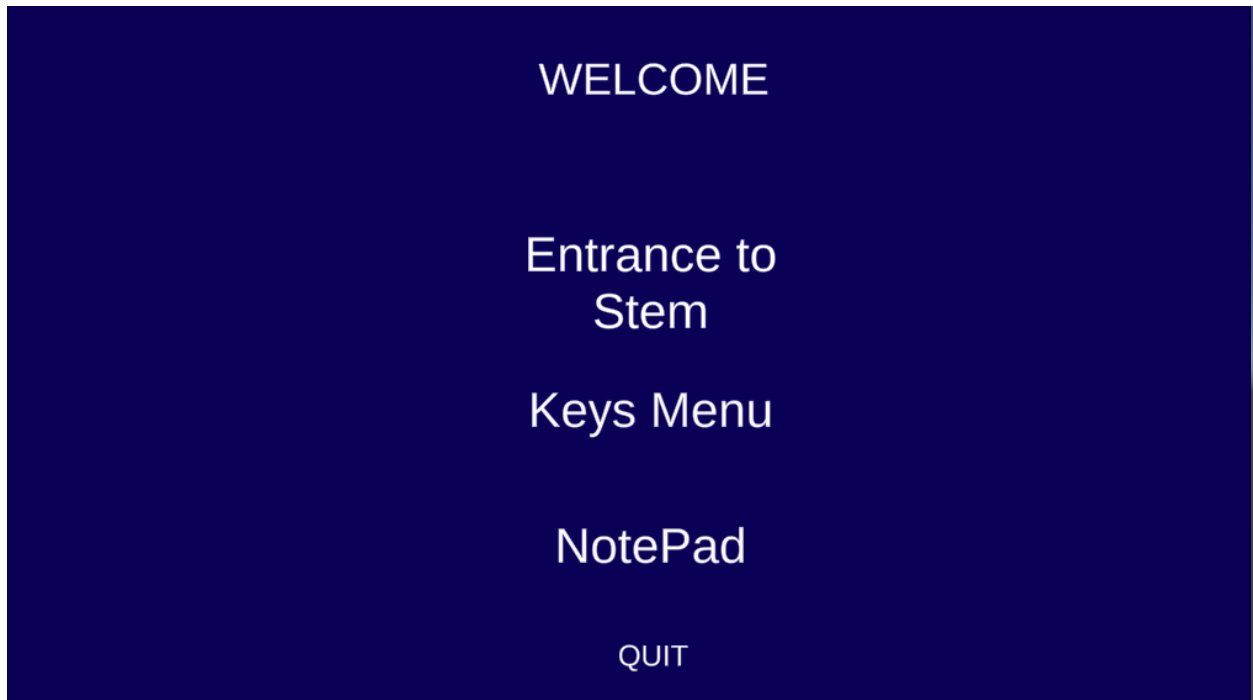 WELCOME
Entrance to
Stem
Keys Menu
NotePad
QUIT